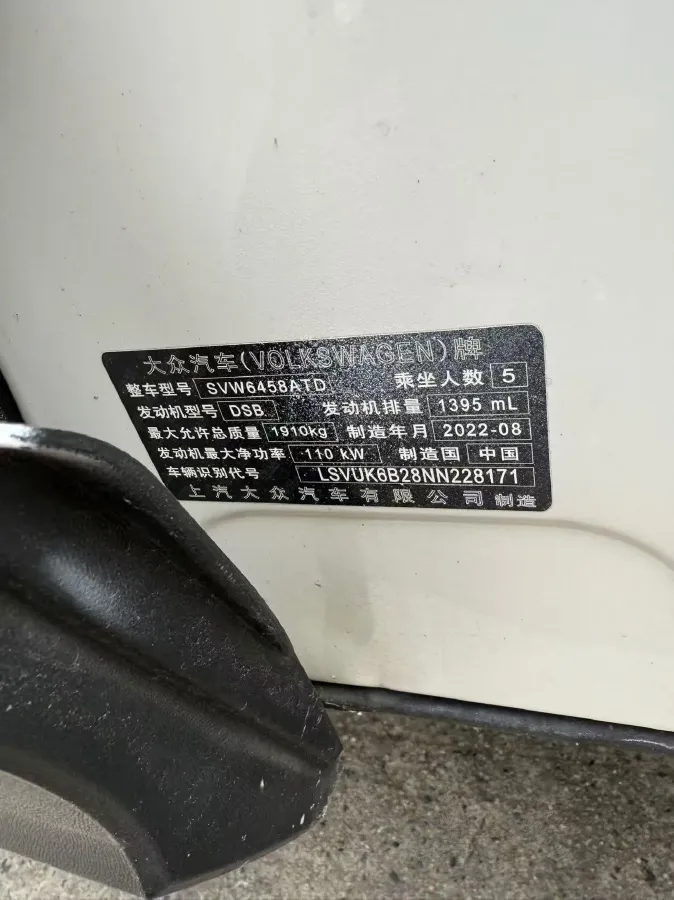 大众汽车(VOLKSWAGEN)牌
整车型号 SVW6458ATD 乘坐人数 5
发动机型号 DSB 发动机排量 1395 mL
最大允许总质量 1910kg 制造年月 2022-08
发动机最大净功率 110 kW 制造国 中国
车辆识别代号 LSVUK6B28NN228171
上汽大众汽车有限公司 制造